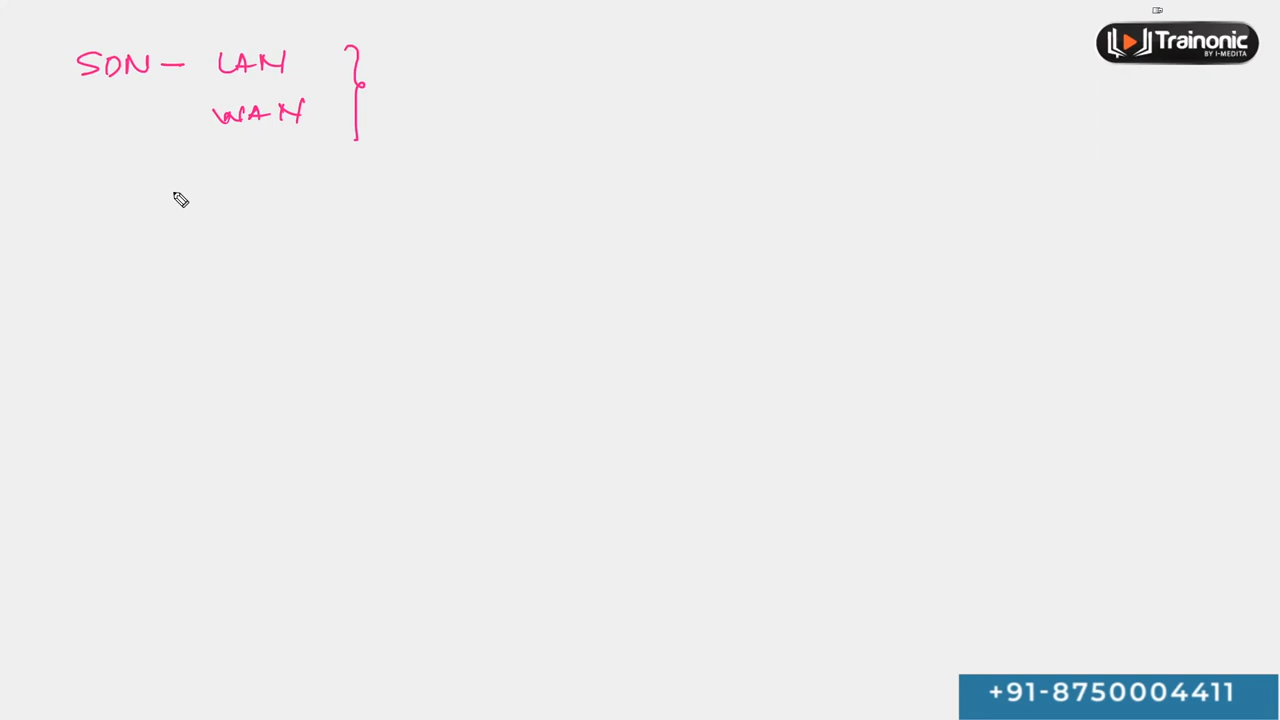 SDN - LAN
WAN
Trainonic
BY I-MEDITA
+91-8750004411